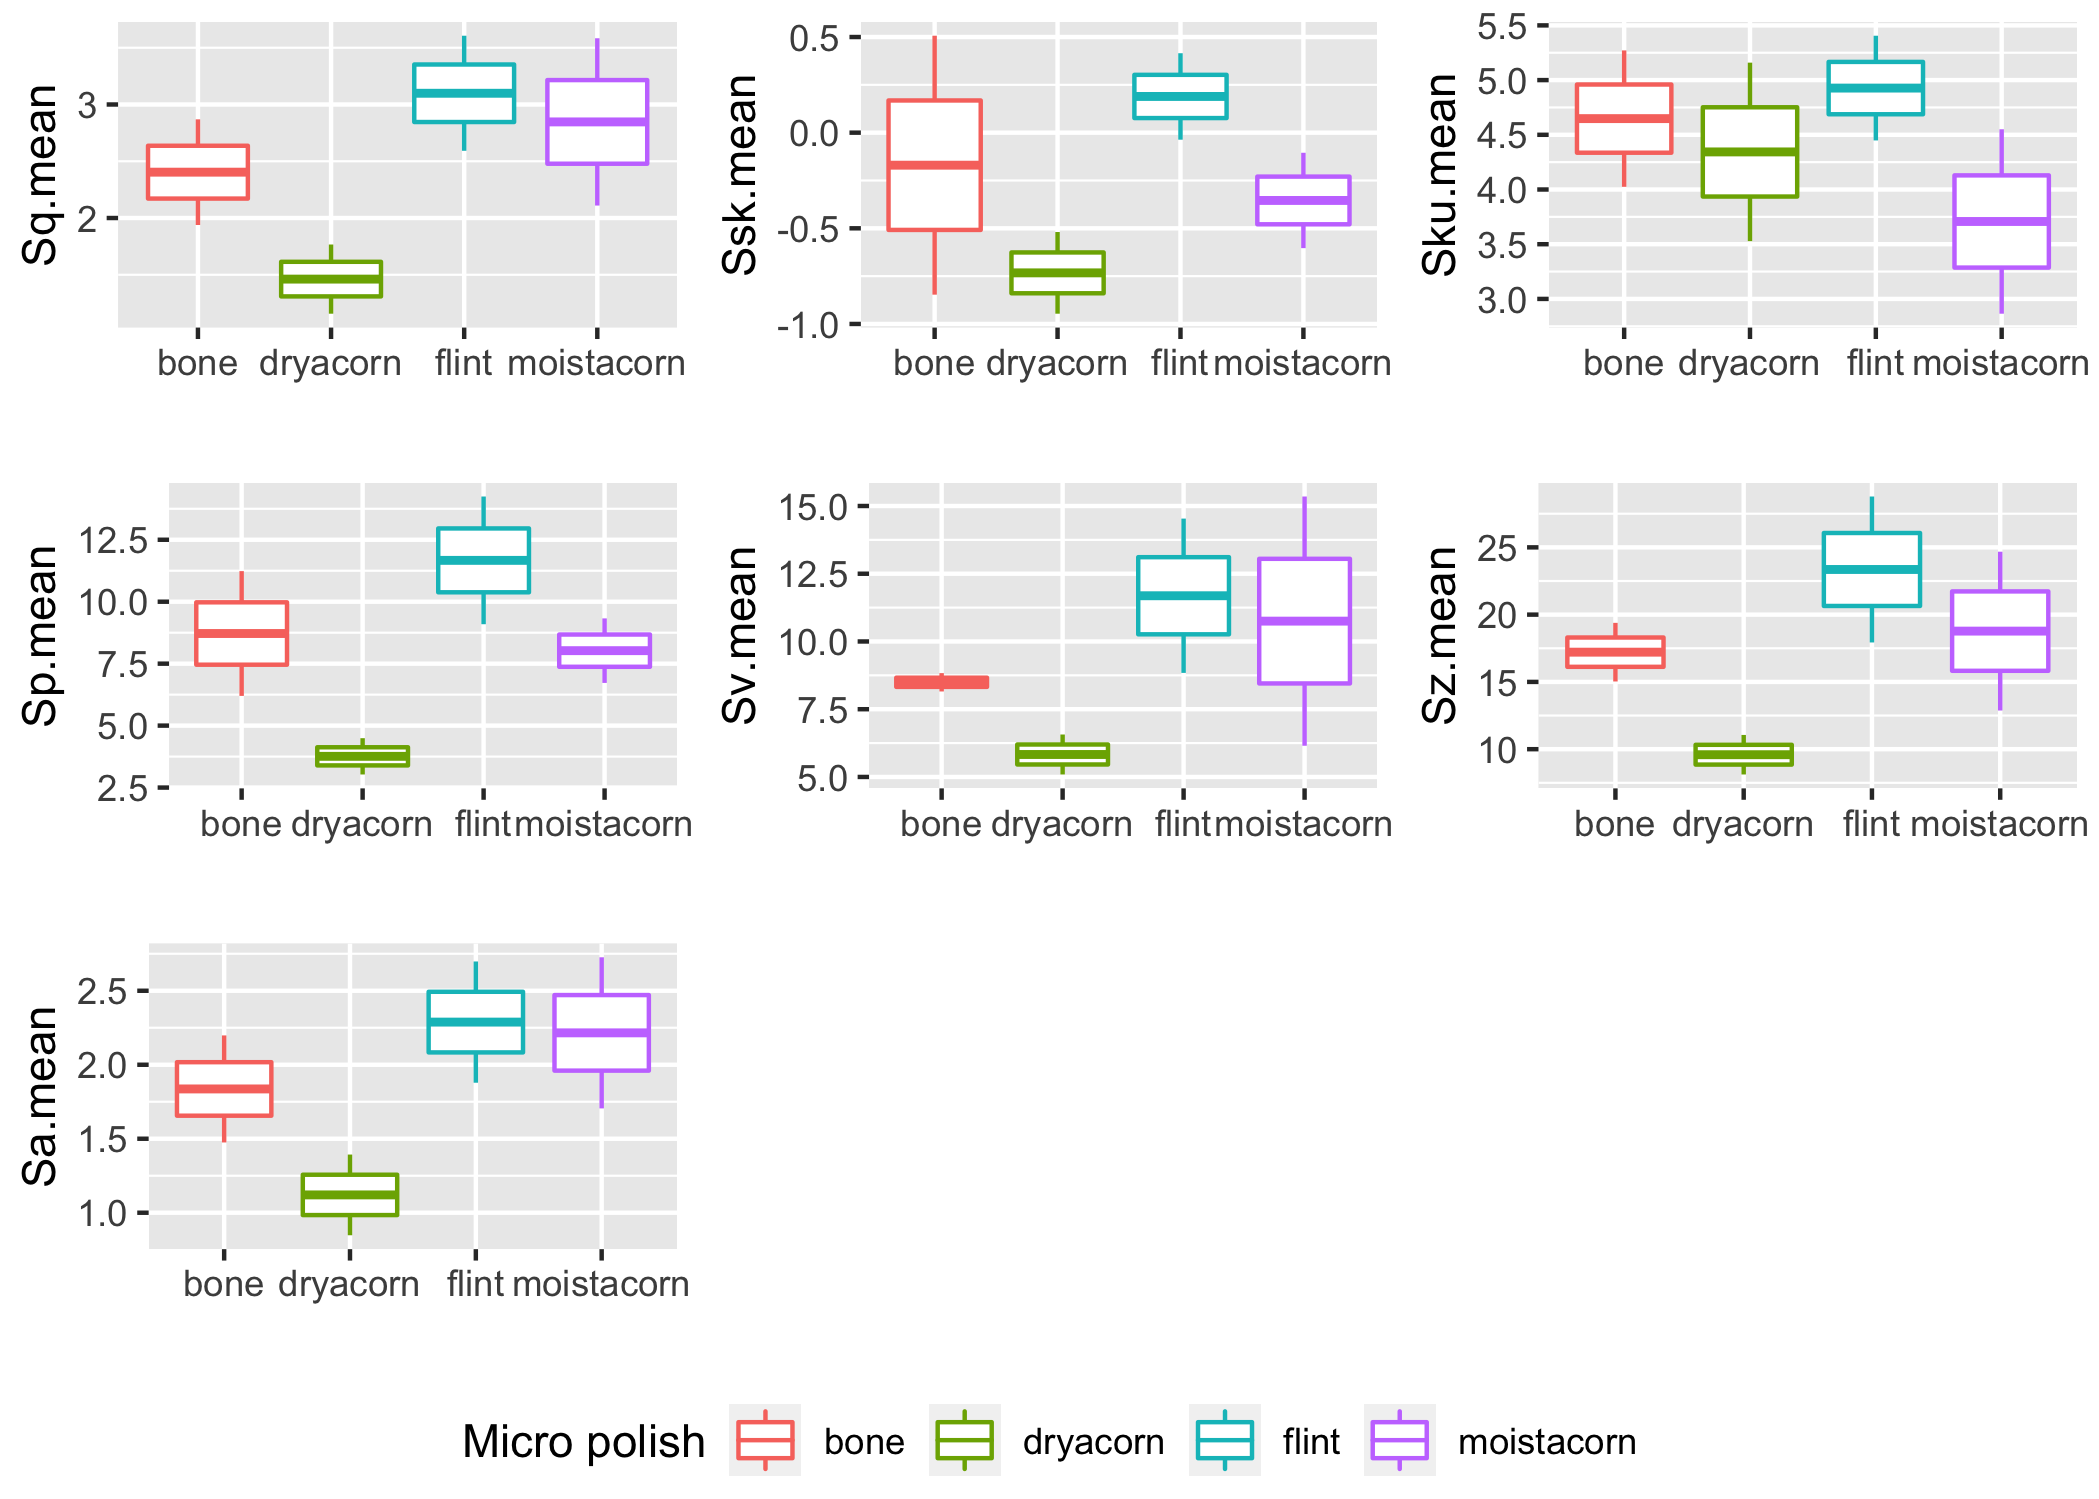 Sq.mean
3
2
bone dryacorn flint moistacorn
Ssk.mean
0.5
0.0
-0.5
-1.0
bone dryacorn flint moistacorn
Sku.mean
5.5
5.0
4.5
4.0
3.5
3.0
bone dryacorn flint moistacorn
Sp.mean
12.5
10.0
7.5
5.0
2.5
bone dryacorn flint moistacorn
Sv.mean
15.0
12.5
10.0
7.5
5.0
bone dryacorn flint moistacorn
Sz.mean
25
20
15
10
bone dryacorn flint moistacorn
Sa.mean
2.5
2.0
1.5
1.0
bone dryacorn flint moistacorn
Micro polish bone dryacorn flint moistacorn